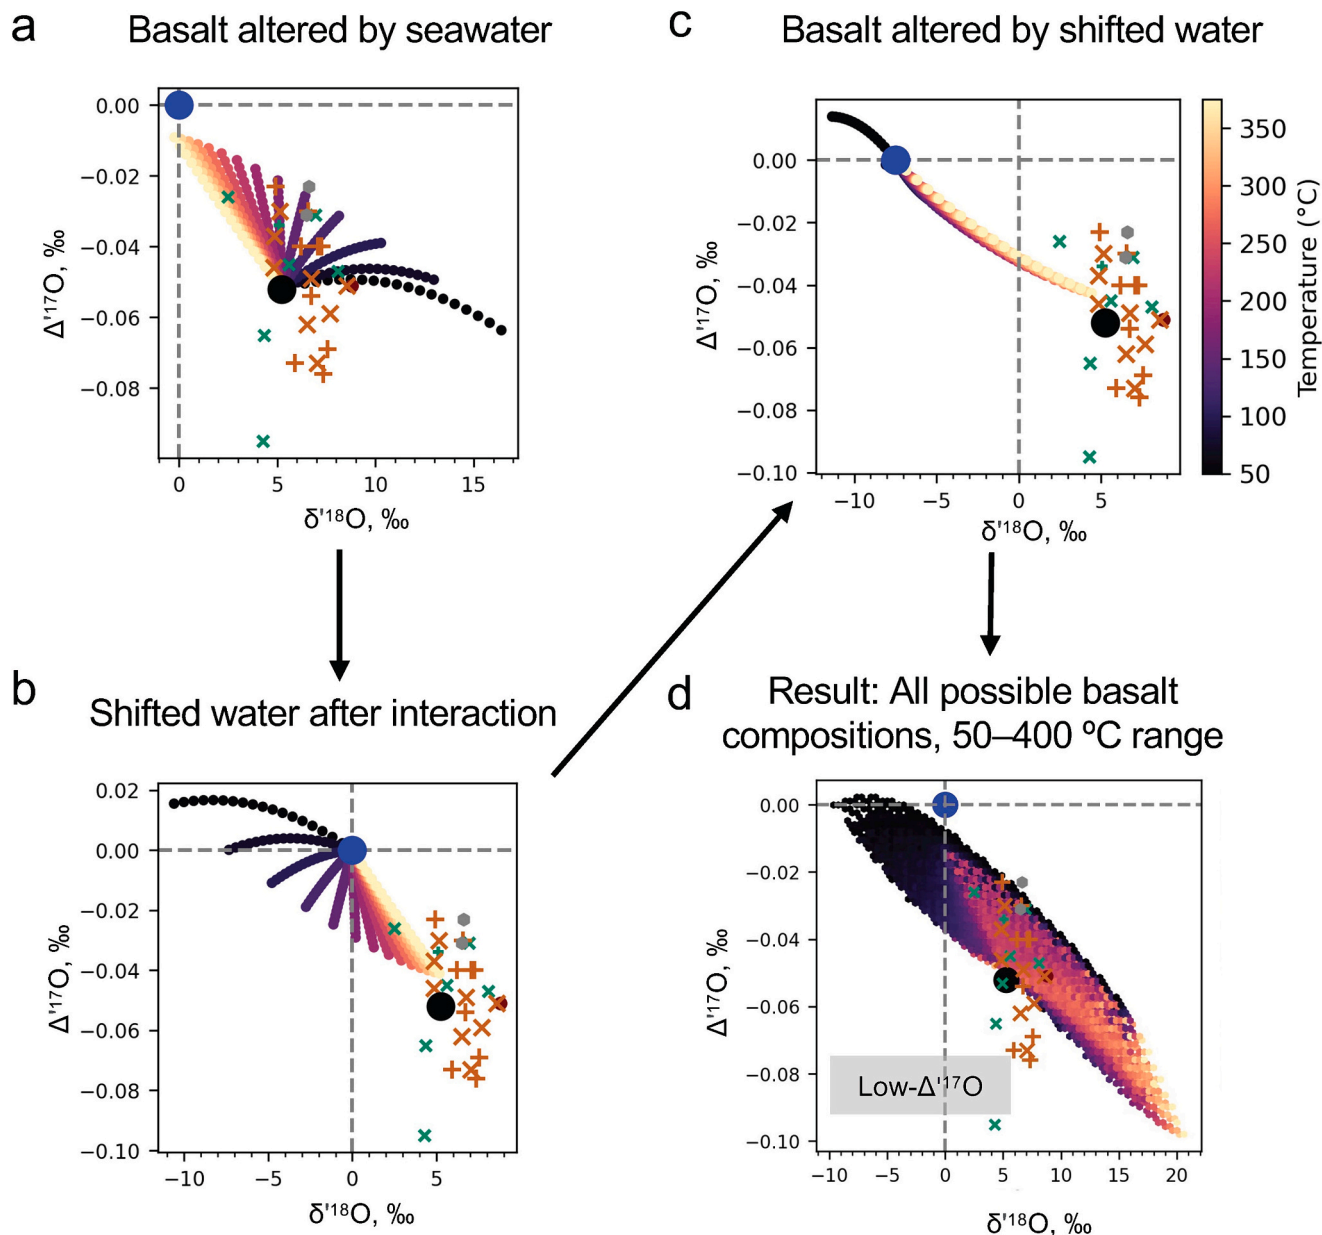 a
Basalt altered by seawater
0.00
−0.02
−0.04
−0.06
−0.08
Δ'¹⁷O, ‰
0
5
10
15
δ'¹⁸O, ‰
b
Shifted water after interaction
0.02
0.00
−0.02
−0.04
−0.06
−0.08
−0.10
Δ'¹⁷O, ‰
−10
−5
0
5
δ'¹⁸O, ‰
c
Basalt altered by shifted water
0.00
−0.02
−0.04
−0.06
−0.08
−0.10
Δ'¹⁷O, ‰
−10
−5
0
5
δ'¹⁸O, ‰
350
300
250
200
150
100
50
Temperature (°C)
d
Result: All possible basalt
compositions, 50–400 ºC range
0.00
−0.02
−0.04
−0.06
−0.08
−0.10
Δ'¹⁷O, ‰
Low-Δ'¹⁷O
−10
−5
0
5
10
15
20
δ'¹⁸O, ‰